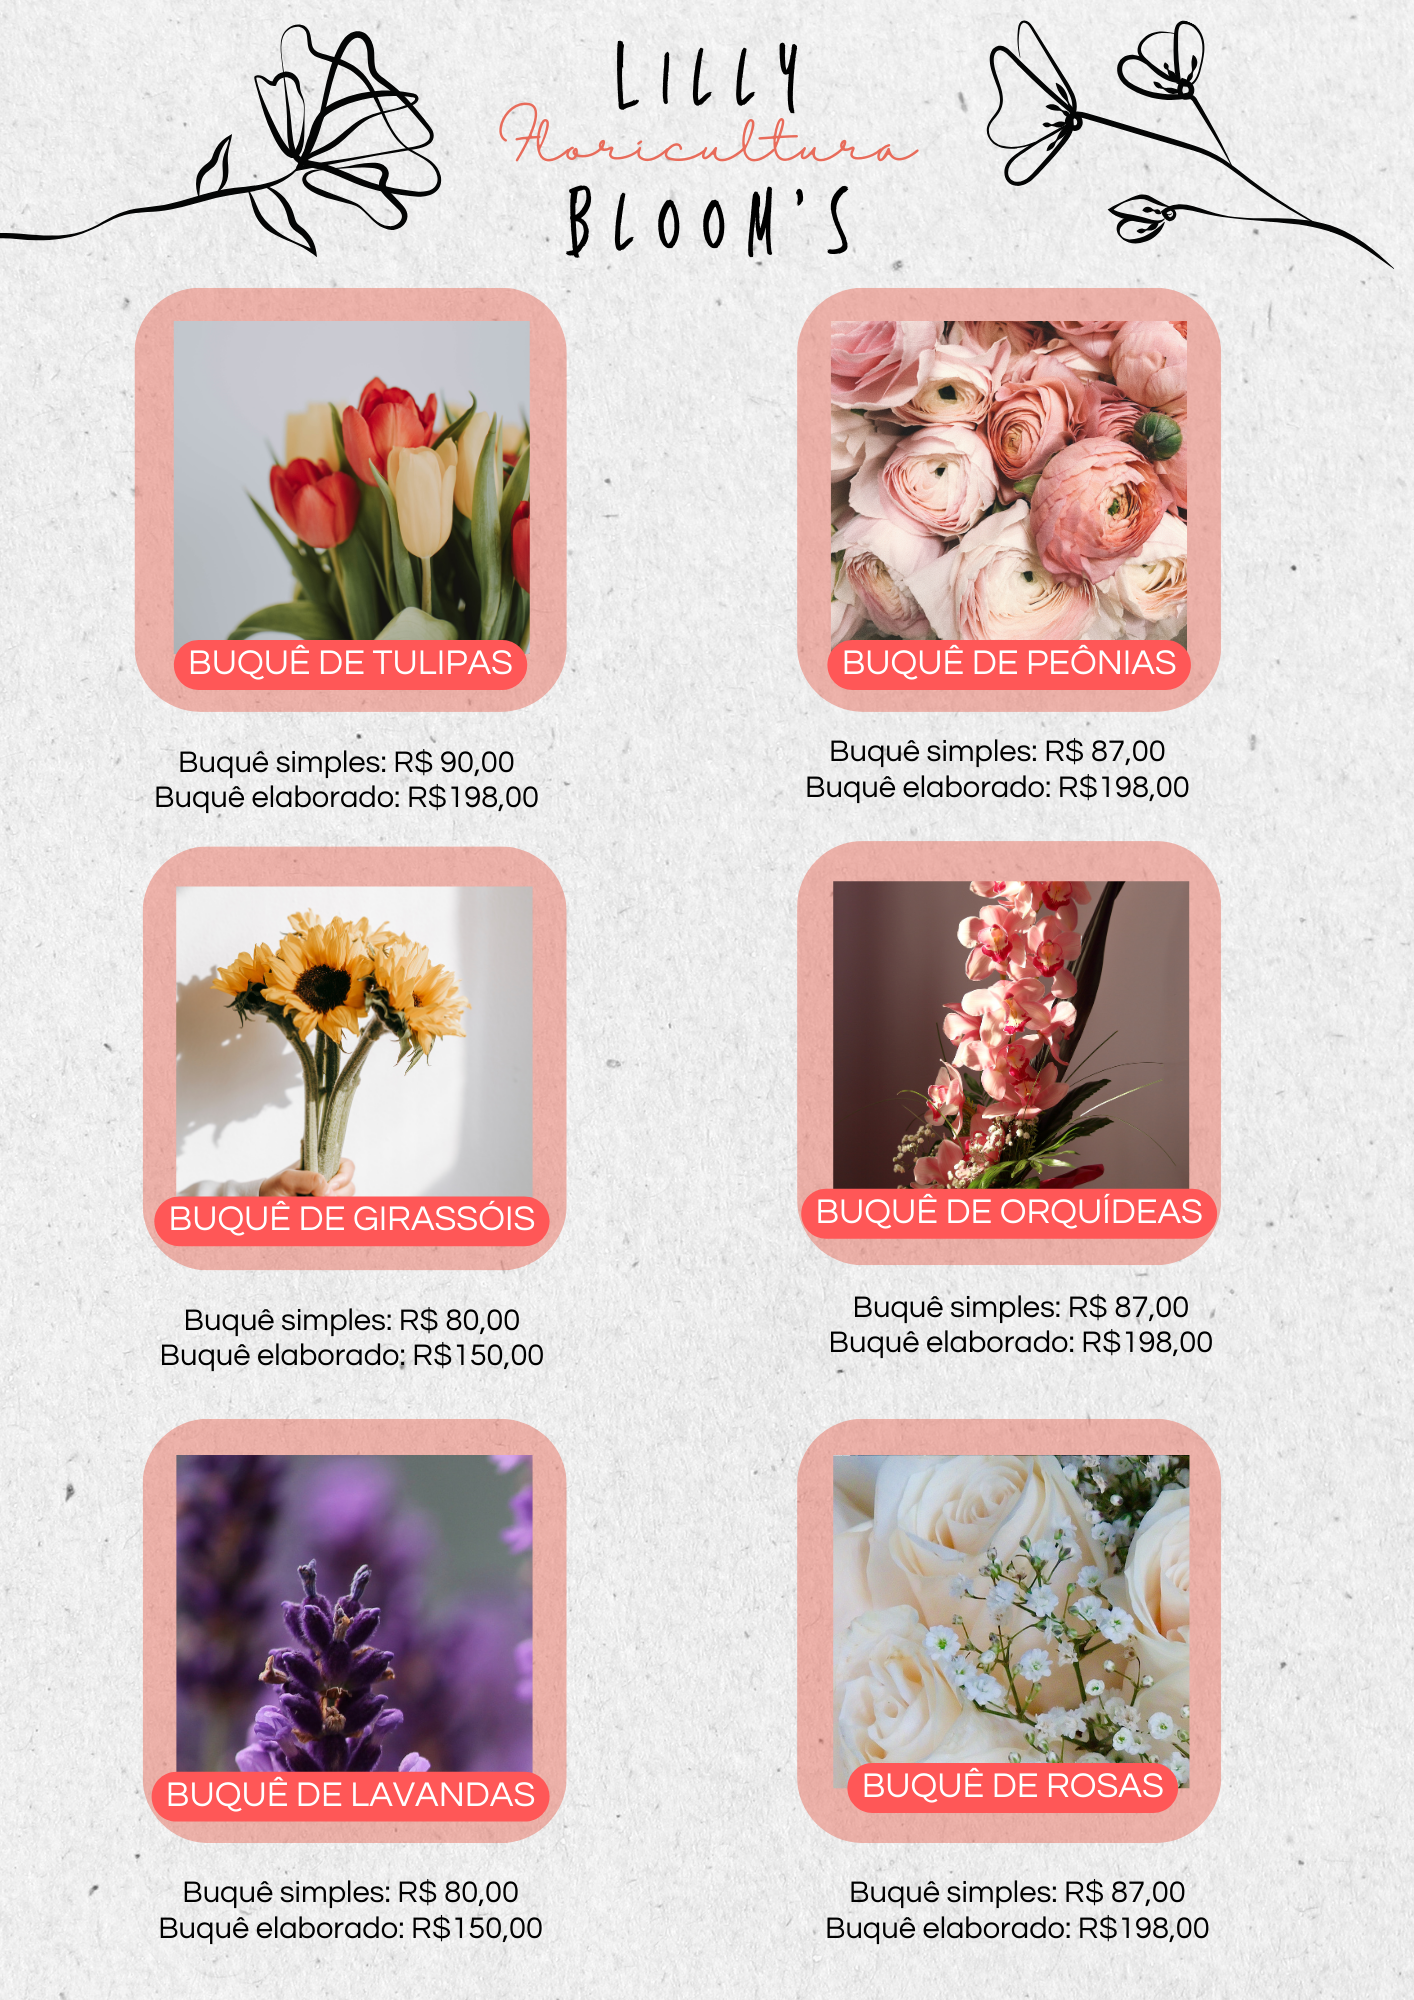 LILLY
Floricultura
BLOOM'S
BUQUÊ DE TULIPAS
Buquê simples: R$ 90,00
Buquê elaborado: R$198,00
BUQUÊ DE PEÔNIAS
Buquê simples: R$ 87,00
Buquê elaborado: R$198,00
BUQUÊ DE GIRASSÓIS
Buquê simples: R$ 80,00
Buquê elaborado: R$150,00
BUQUÊ DE ORQUÍDEAS
Buquê simples: R$ 87,00
Buquê elaborado: R$198,00
BUQUÊ DE LAVANDAS
Buquê simples: R$ 80,00
Buquê elaborado: R$150,00
BUQUÊ DE ROSAS
Buquê simples: R$ 87,00
Buquê elaborado: R$198,00